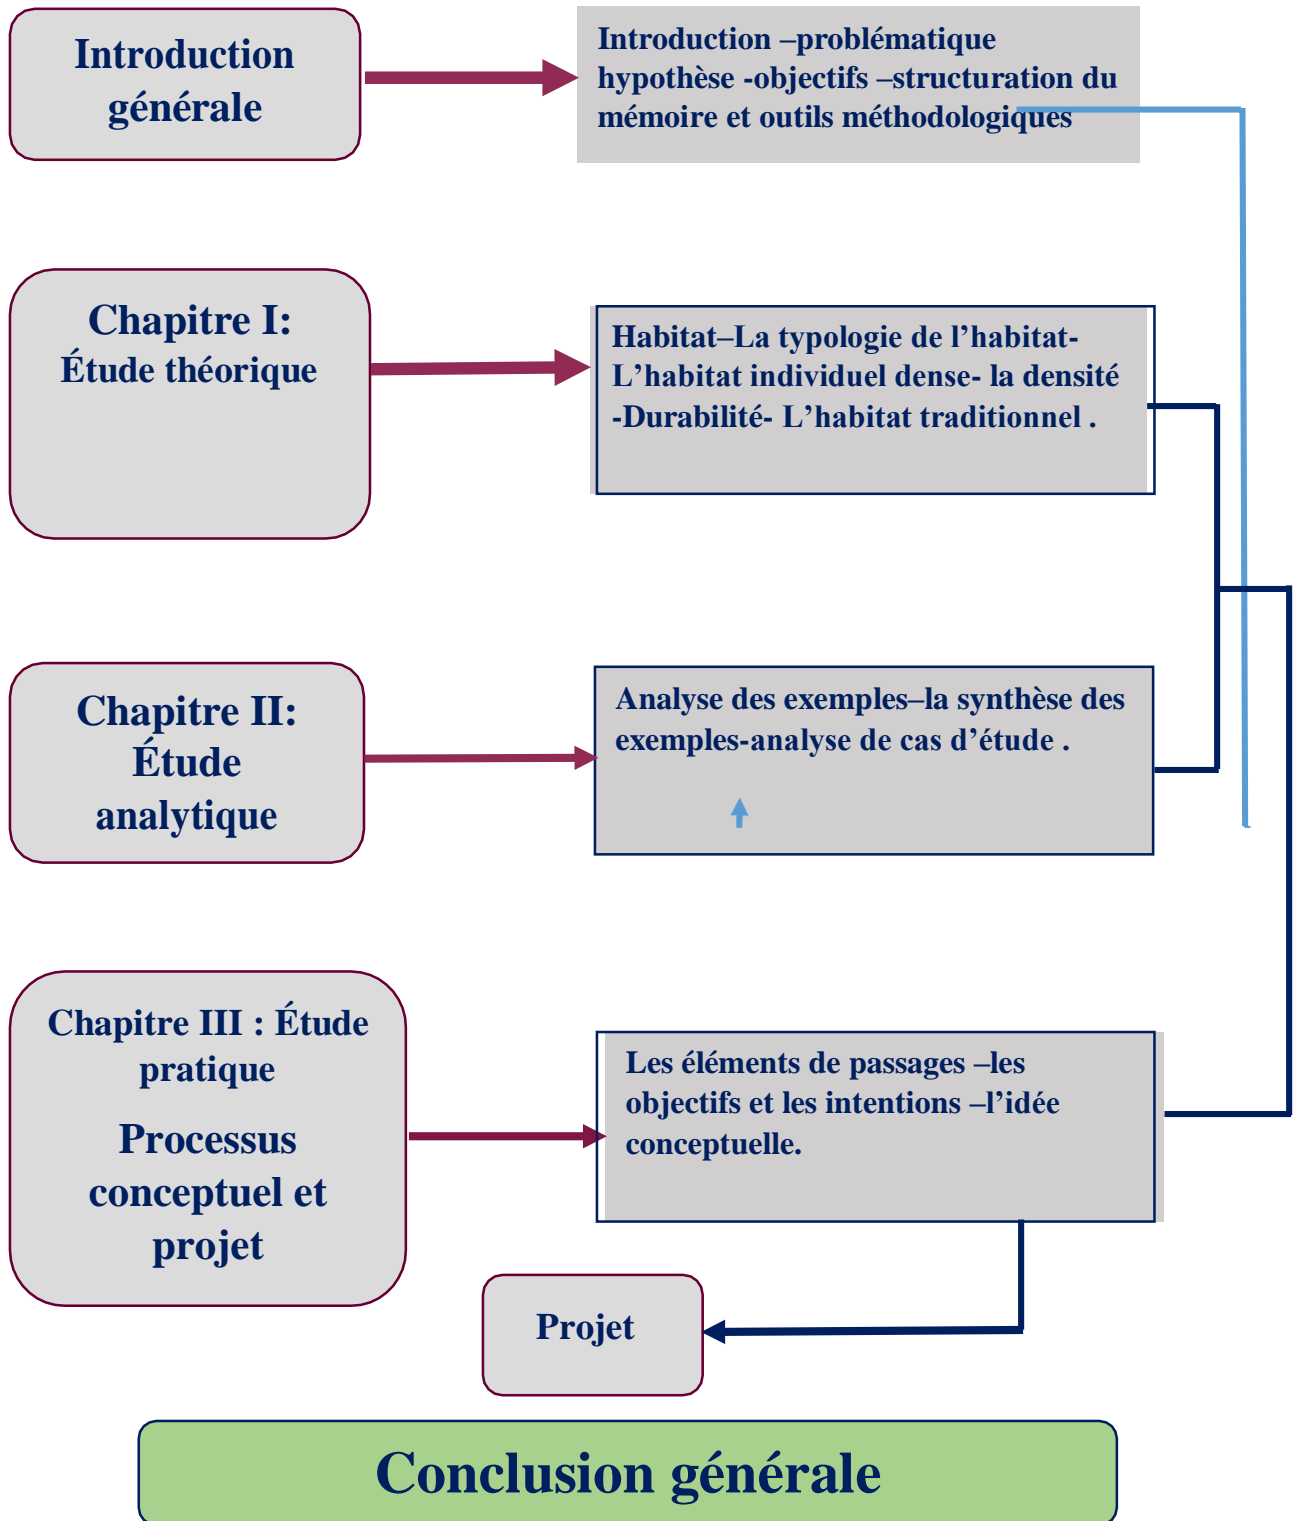 Introduction
générale
Introduction –problématique
hypothèse -objectifs –structuration du
mémoire et outils méthodologiques
Chapitre I:
Étude théorique
Habitat–La typologie de l’habitat-
L’habitat individuel dense- la densité
-Durabilité- L’habitat traditionnel .
Chapitre II:
Étude
analytique
Analyse des exemples–la synthèse des
exemples-analyse de cas d’étude .
Chapitre III : Étude
pratique
Processus
conceptuel et
projet
Les éléments de passages –les
objectifs et les intentions –l’idée
conceptuelle.
Projet
Conclusion générale